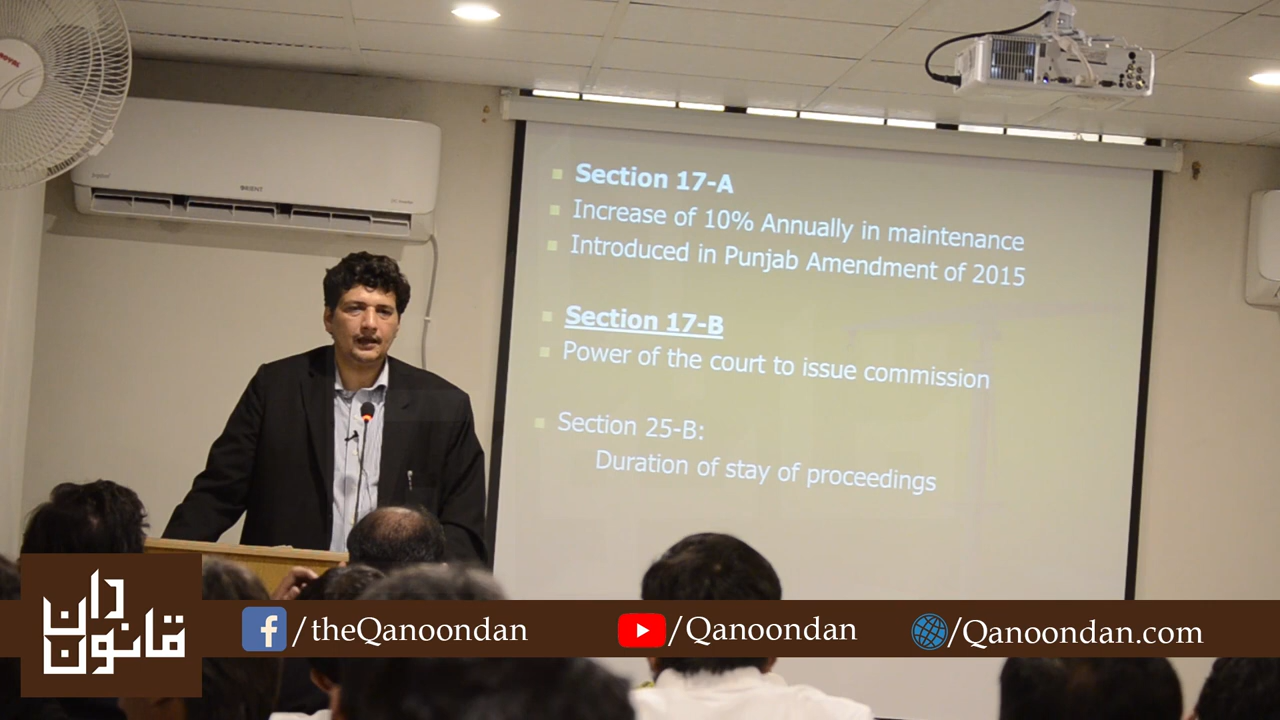 Section 17-A
Increase of 10% Annually in maintenance
Introduced in Punjab Amendment of 2015
Section 17-B
Power of the court to issue commission
Section 25-B:
Duration of stay of proceedings
ORIENT
قانون دان
/theQanoondan
/Qanoondan
/Qanoondan.com